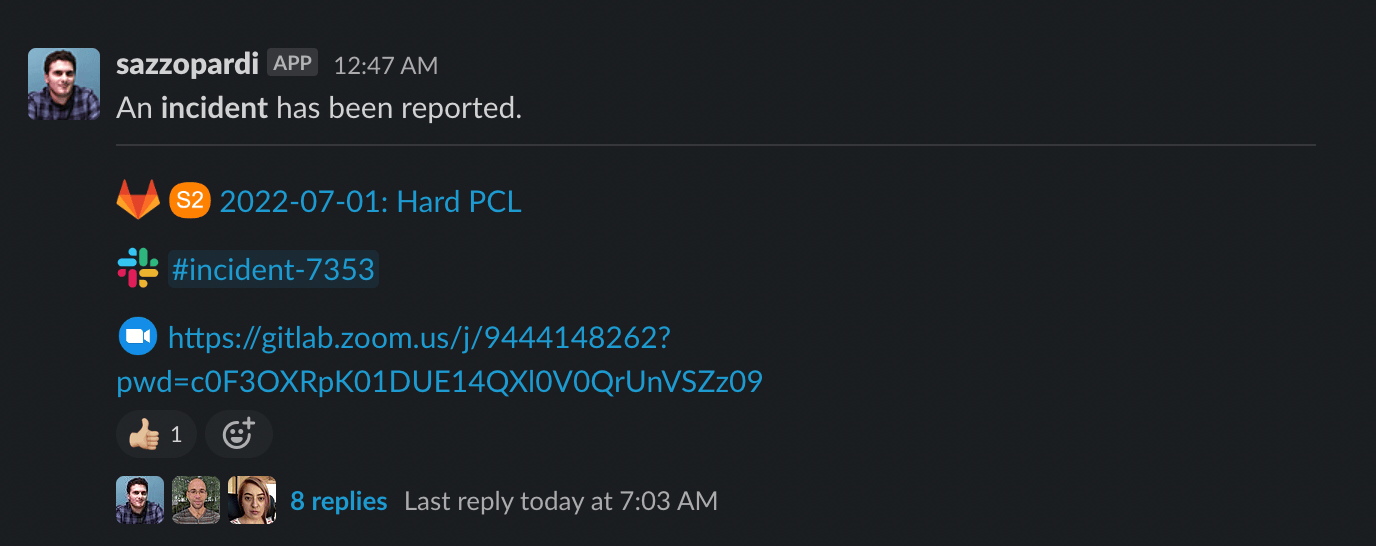 sazzopardi APP 12:47 AM
An incident has been reported.
S2 2022-07-01: Hard PCL
#incident-7353
https://gitlab.zoom.us/j/9444148262?
pwd=c0F3OXRpK01DUE14QXl0V0QrUnVSZz09
1
8 replies Last reply today at 7:03 AM